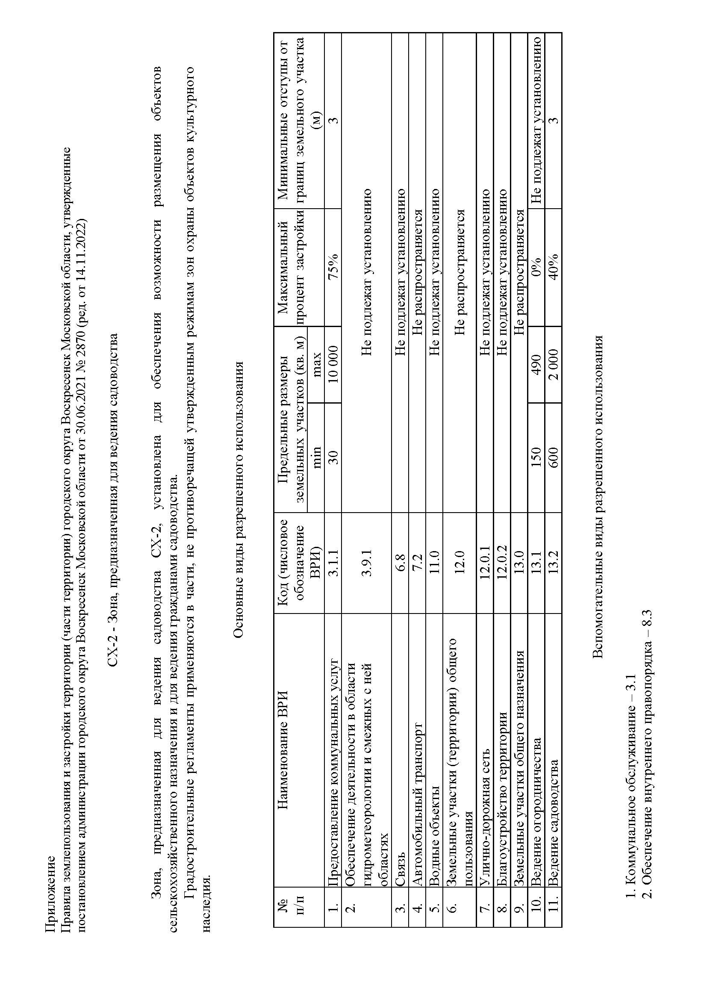 Приложение
Правила землепользования и застройки территории (части территории) городского округа Воскресенск Московской области, утвержденные
постановлением администрации городского округа Воскресенск Московской области от 30.06.2021 № 2870 (ред. от 14.11.2022)
СХ-2 - Зона, предназначенная для ведения садоводства
Зона, предназначенная для ведения садоводства СХ-2, установлена для обеспечения возможности размещения объектов
сельскохозяйственного назначения и для ведения гражданами садоводства.
Градостроительные регламенты применяются в части, не противоречащей утвержденным режимам зон охраны объектов культурного
наследия.
Основные виды разрешенного использования
№ п/п Наименование ВРИ Код (числовое обозначение ВРИ) Предельные размеры земельных участков (кв. м) Максимальный процент застройки Минимальные отступы от границ земельного участка (м)
min max
1. Предоставление коммунальных услуг 3.1.1 30 10 000 75% 3
2. Обеспечение деятельности в области
гидрометеорологии и смежных с ней
областях 3.9.1 Не подлежат установлению
3. Связь 6.8 Не подлежат установлению
4. Автомобильный транспорт 7.2 Не распространяется
5. Водные объекты 11.0 Не подлежат установлению
6. Земельные участки (территории) общего
пользования 12.0 Не распространяется
7. Улично-дорожная сеть 12.0.1 Не подлежат установлению
8. Благоустройство территории 12.0.2 Не подлежат установлению
9. Земельные участки общего назначения 13.0 Не распространяется
10. Ведение огородничества 13.1 150 490 0% Не подлежат установлению
11. Ведение садоводства 13.2 600 2 000 40% 3
Вспомогательные виды разрешенного использования
1. Коммунальное обслуживание – 3.1
2. Обеспечение внутреннего правопорядка – 8.3